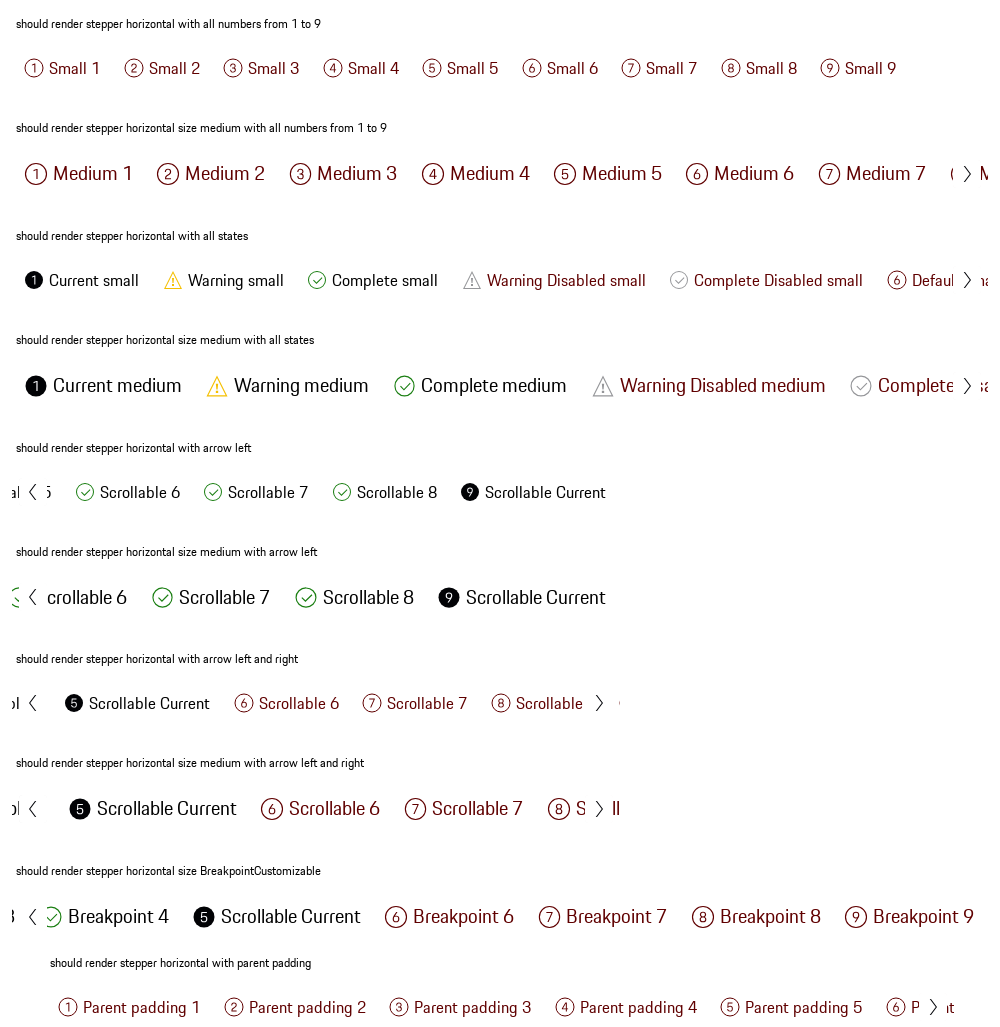 should render stepper horizontal with all numbers from 1 to 9
1 Small 1 2 Small 2 3 Small 3 4 Small 4 5 Small 5 6 Small 6 7 Small 7 8 Small 8 9 Small 9
should render stepper horizontal size medium with all numbers from 1 to 9
1 Medium 1 2 Medium 2 3 Medium 3 4 Medium 4 5 Medium 5 6 Medium 6 7 Medium 7
should render stepper horizontal with all states
1 Current small Warning small Complete small Warning Disabled small Complete Disabled small 6 Defaul
should render stepper horizontal size medium with all states
1 Current medium Warning medium Complete medium Warning Disabled medium Complete
should render stepper horizontal with arrow left
5 Scrollable 6 Scrollable 7 Scrollable 8 9 Scrollable Current
should render stepper horizontal size medium with arrow left
crollable 6 Scrollable 7 Scrollable 8 9 Scrollable Current
should render stepper horizontal with arrow left and right
5 Scrollable Current 6 Scrollable 6 7 Scrollable 7 8 Scrollable
should render stepper horizontal size medium with arrow left and right
5 Scrollable Current 6 Scrollable 6 7 Scrollable 7 8 S
should render stepper horizontal size BreakpointCustomizable
Breakpoint 4 5 Scrollable Current 6 Breakpoint 6 7 Breakpoint 7 8 Breakpoint 8 9 Breakpoint 9
should render stepper horizontal with parent padding
1 Parent padding 1 2 Parent padding 2 3 Parent padding 3 4 Parent padding 4 5 Parent padding 5 6 P